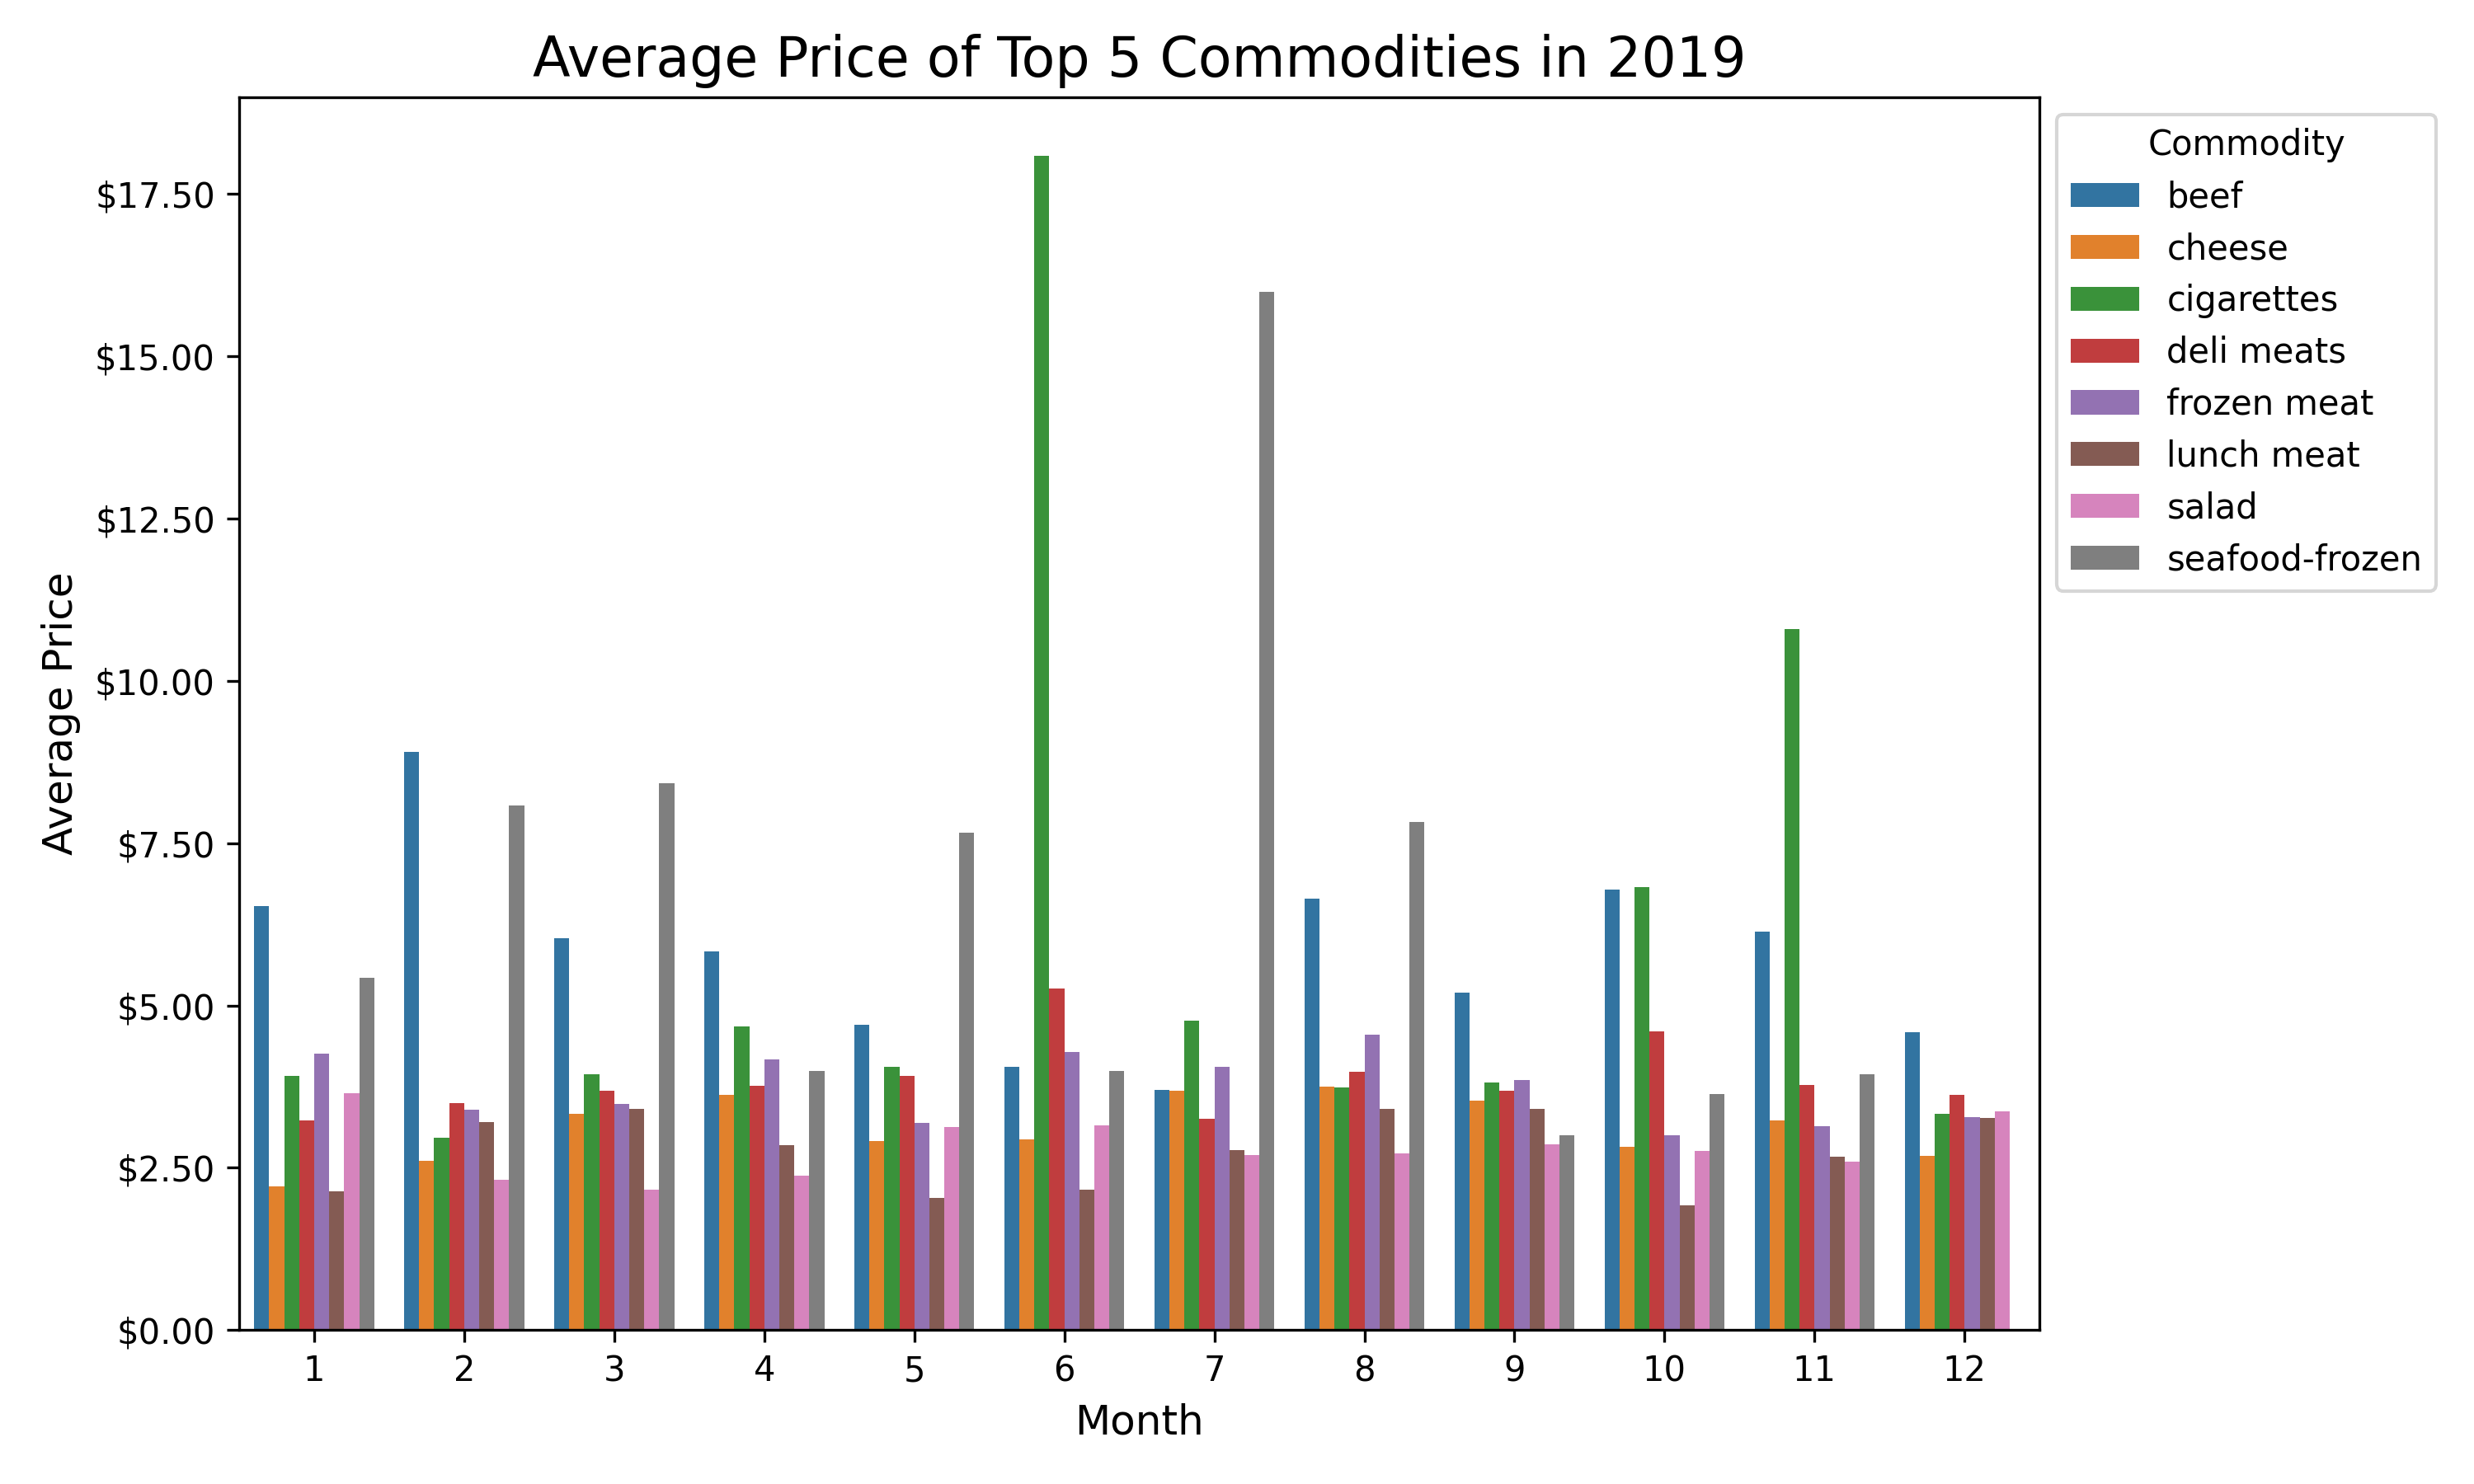 Average Price of Top 5 Commodities in 2019
Average Price
$17.50
$15.00
$12.50
$10.00
$7.50
$5.00
$2.50
$0.00
1 2 3 4 5 6 7 8 9 10 11 12
Month
Commodity
beef
cheese
cigarettes
deli meats
frozen meat
lunch meat
salad
seafood-frozen